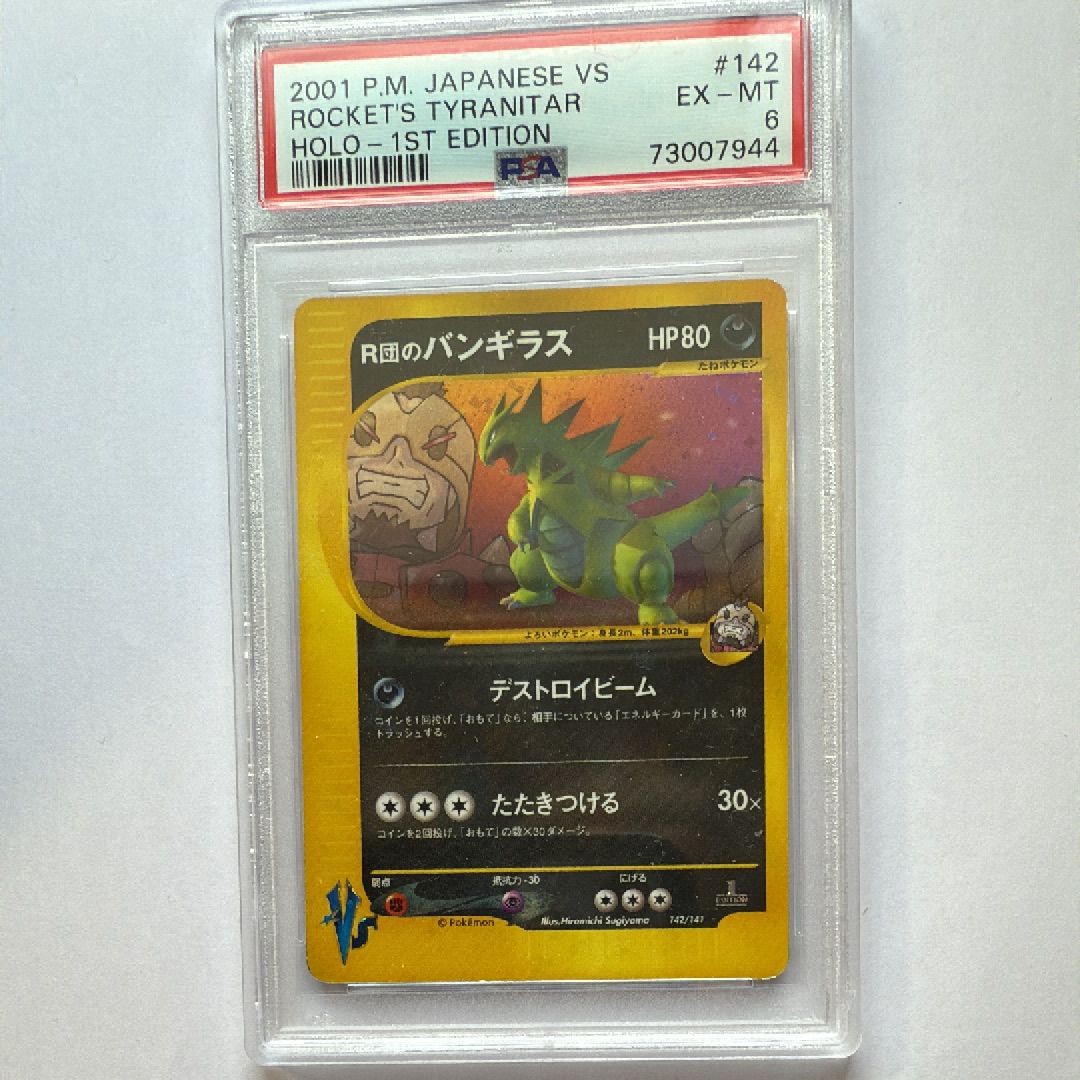 2001 P.M. JAPANESE VS #142
ROCKET'S TYRANITAR EX - MT
HOLO - 1ST EDITION 6
PSA 73007944
R団のバンギラス HP80
たねポケモン
よろいポケモン:身長2m、体重202kg
デストロイビーム
コインを1回投げ、「おもて」なら、相手についている「エネルギーカード」を、1枚
トラッシュする。
たたきつける 30×
コインを2回投げ、「おもて」の数×30ダメージ。
弱点 抵抗力-30 にげる
1
EDITION
VS
©Pokémon Illus.Hiromichi Sugiyama 142/141